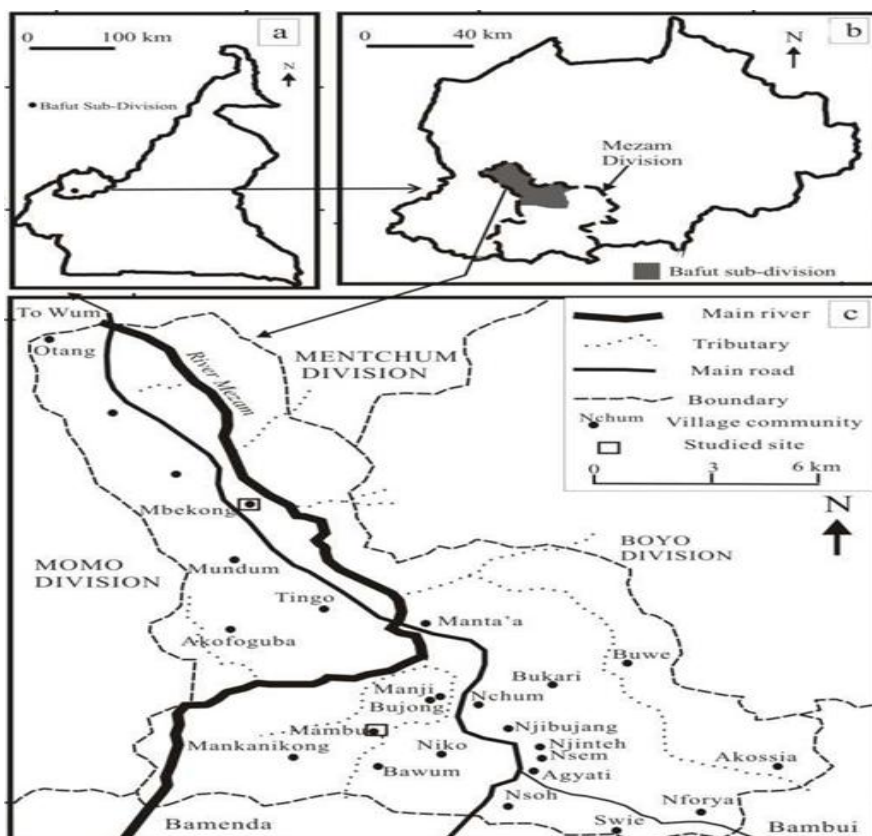 0 100 km
a
N
Bafut Sub-Division
0 40 km
b
N
Mezam
Division
Bafut sub-division
To Wum
Otang
River Mezam
MENTCHUM
DIVISION
c
Main river
Tributary
Main road
Boundary
Nchum Village community
Studied site
0 3 6 km
N
Mbekong
BOYO
DIVISION
MOMO
DIVISION
Mundum
Tingo
Manta'a
Akofoguba
Buwe
Bukari
Manji
Bujong
Nchum
Mambu
Njibujang
Mankanikong
Niko
Njinteh
Nsem
Akossia
Bawum
Agyati
Nsoh
Nforya
Swie
Bamenda
Bambui